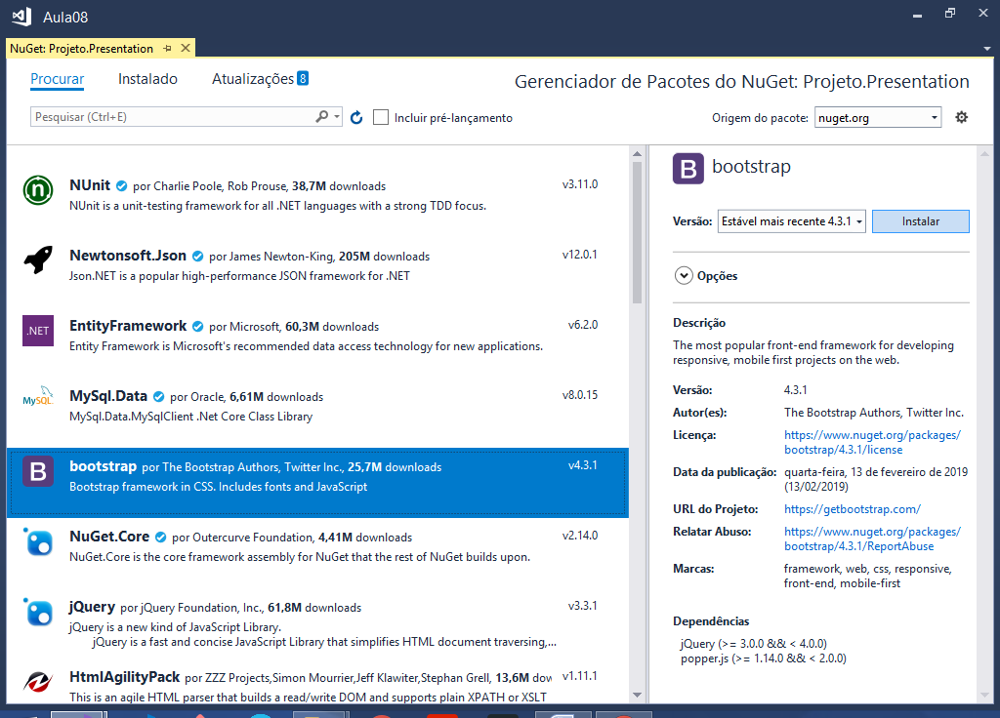 Aula08
NuGet: Projeto.Presentation
Procurar Instalado Atualizações 8
Gerenciador de Pacotes do NuGet: Projeto.Presentation
Pesquisar (Ctrl+E)
Incluir pré-lançamento
Origem do pacote: nuget.org
n
NUnit por Charlie Poole, Rob Prouse, 38,7M downloads v3.11.0
NUnit is a unit-testing framework for all .NET languages with a strong TDD focus.
Newtonsoft.Json por James Newton-King, 205M downloads v12.0.1
Json.NET is a popular high-performance JSON framework for .NET
.NET
EntityFramework por Microsoft, 60,3M downloads v6.2.0
Entity Framework is Microsoft's recommended data access technology for new applications.
MySQL
MySql.Data por Oracle, 6,61M downloads v8.0.15
MySql.Data.MySqlClient .Net Core Class Library
B
bootstrap por The Bootstrap Authors, Twitter Inc., 25,7M downloads v4.3.1
Bootstrap framework in CSS. Includes fonts and JavaScript
NuGet.Core por Outercurve Foundation, 4,41M downloads v2.14.0
NuGet.Core is the core framework assembly for NuGet that the rest of NuGet builds upon.
jQuery por jQuery Foundation, Inc., 61,8M downloads v3.3.1
jQuery is a new kind of JavaScript Library.
jQuery is a fast and concise JavaScript Library that simplifies HTML document traversing,...
HtmlAgilityPack por ZZZ Projects,Simon Mourrier,Jeff Klawiter,Stephan Grell, 13,6M dow v1.11.1
This is an agile HTML parser that builds a read/write DOM and supports plain XPATH or XSLT
B
bootstrap
Versão: Estável mais recente 4.3.1 Instalar
Opções
Descrição
The most popular front-end framework for developing
responsive, mobile first projects on the web.
Versão: 4.3.1
Autor(es): The Bootstrap Authors, Twitter Inc.
Licença: https://www.nuget.org/packages/
bootstrap/4.3.1/license
Data da publicação: quarta-feira, 13 de fevereiro de 2019
(13/02/2019)
URL do Projeto: https://getbootstrap.com/
Relatar Abuso: https://www.nuget.org/packages/
bootstrap/4.3.1/ReportAbuse
Marcas: framework, web, css, responsive,
front-end, mobile-first
Dependências
jQuery (>= 3.0.0 && < 4.0.0)
popper.js (>= 1.14.0 && < 2.0.0)